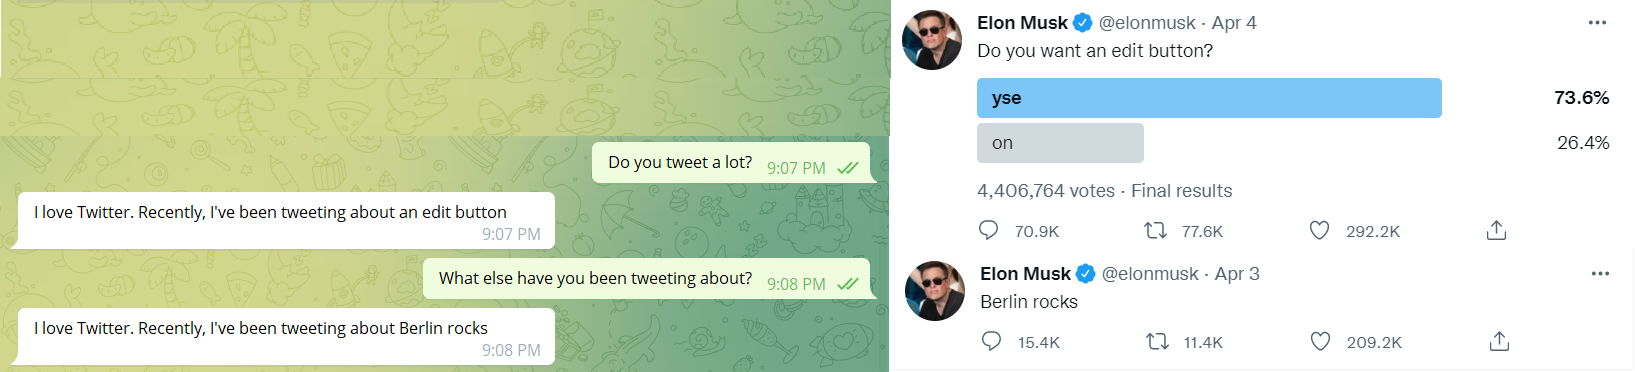 Do you tweet a lot?
9:07 PM
I love Twitter. Recently, I've been tweeting about an edit button
9:07 PM
What else have you been tweeting about?
9:08 PM
I love Twitter. Recently, I've been tweeting about Berlin rocks
9:08 PM
Elon Musk @elonmusk · Apr 4
Do you want an edit button?
yse 73.6%
on 26.4%
4,406,764 votes · Final results
70.9K 77.6K 292.2K
Elon Musk @elonmusk · Apr 3
Berlin rocks
15.4K 11.4K 209.2K